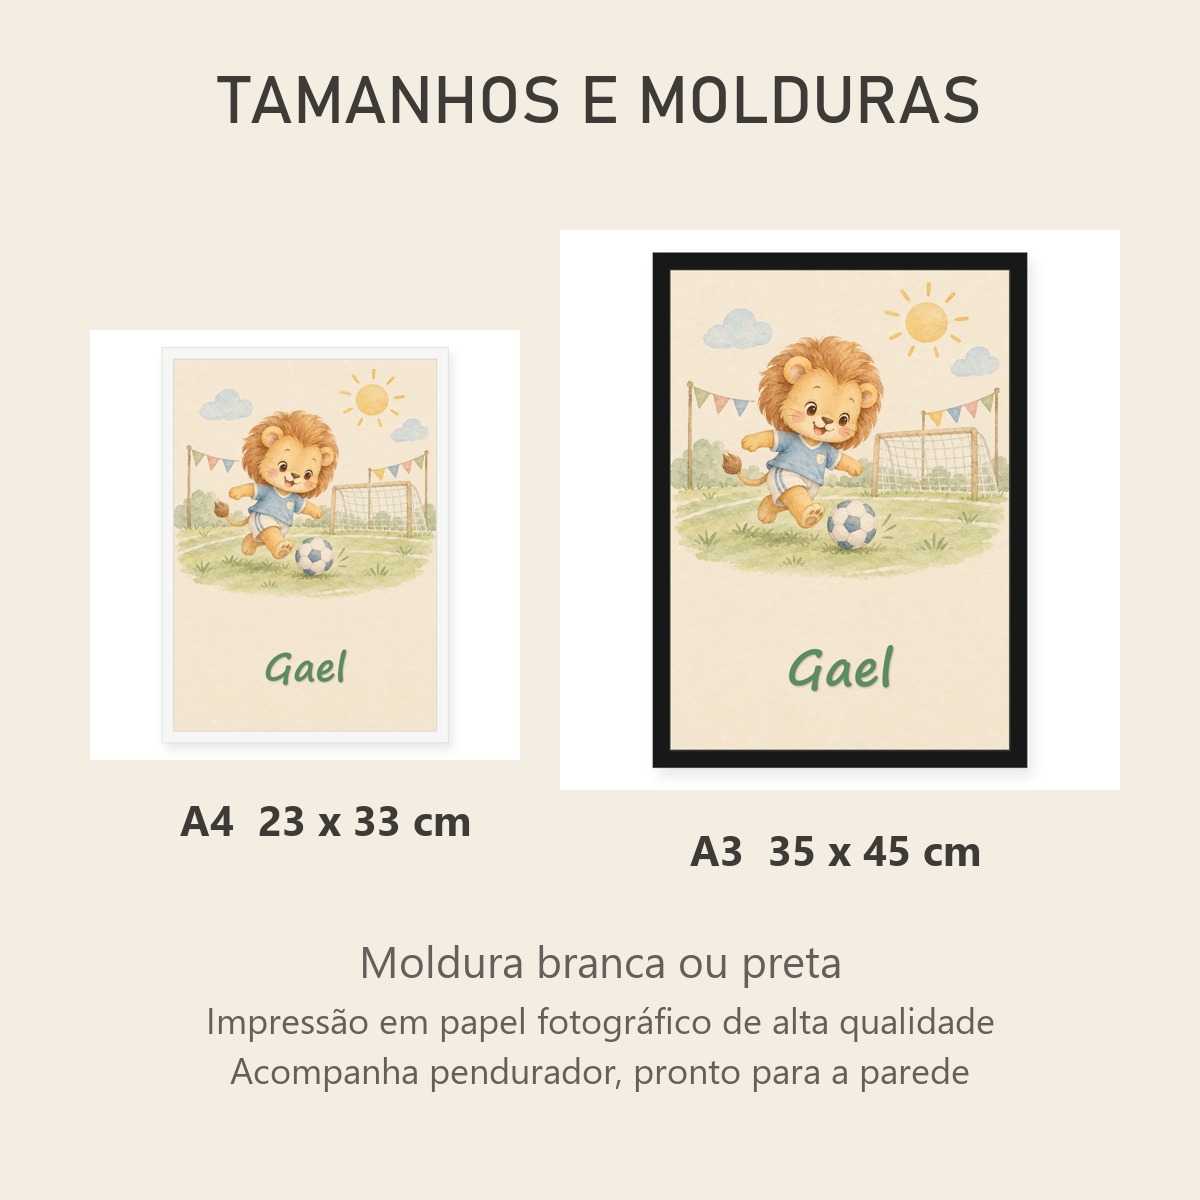 TAMANHOS E MOLDURAS
Gael
Gael
A4  23 x 33 cm
A3  35 x 45 cm
Moldura branca ou preta
Impressão em papel fotográfico de alta qualidade
Acompanha pendurador, pronto para a parede